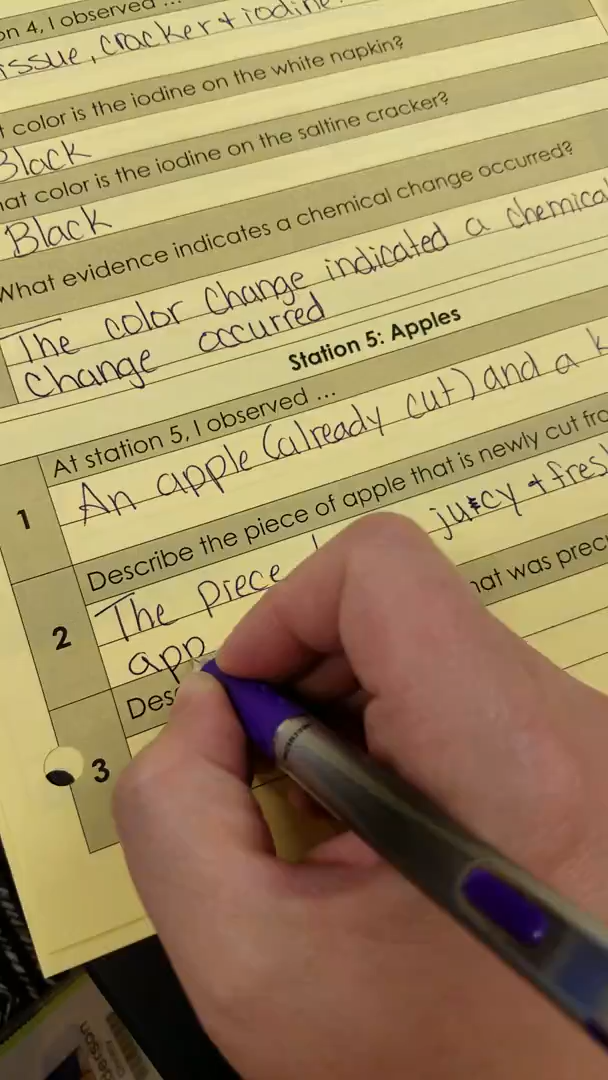 on 4, I observed ...
issue, cracker + iodine.
color is the iodine on the white napkin?
Black
hat color is the iodine on the saltine cracker?
Black
What evidence indicates a chemical change occurred?
The color change indicated a chemical
change occurred
Station 5: Apples
At station 5, I observed ...
1 An apple (already cut) and a k
Describe the piece of apple that is newly cut fro
2 The piece juicy + fresh
hat was precu
app
Des
3
derson